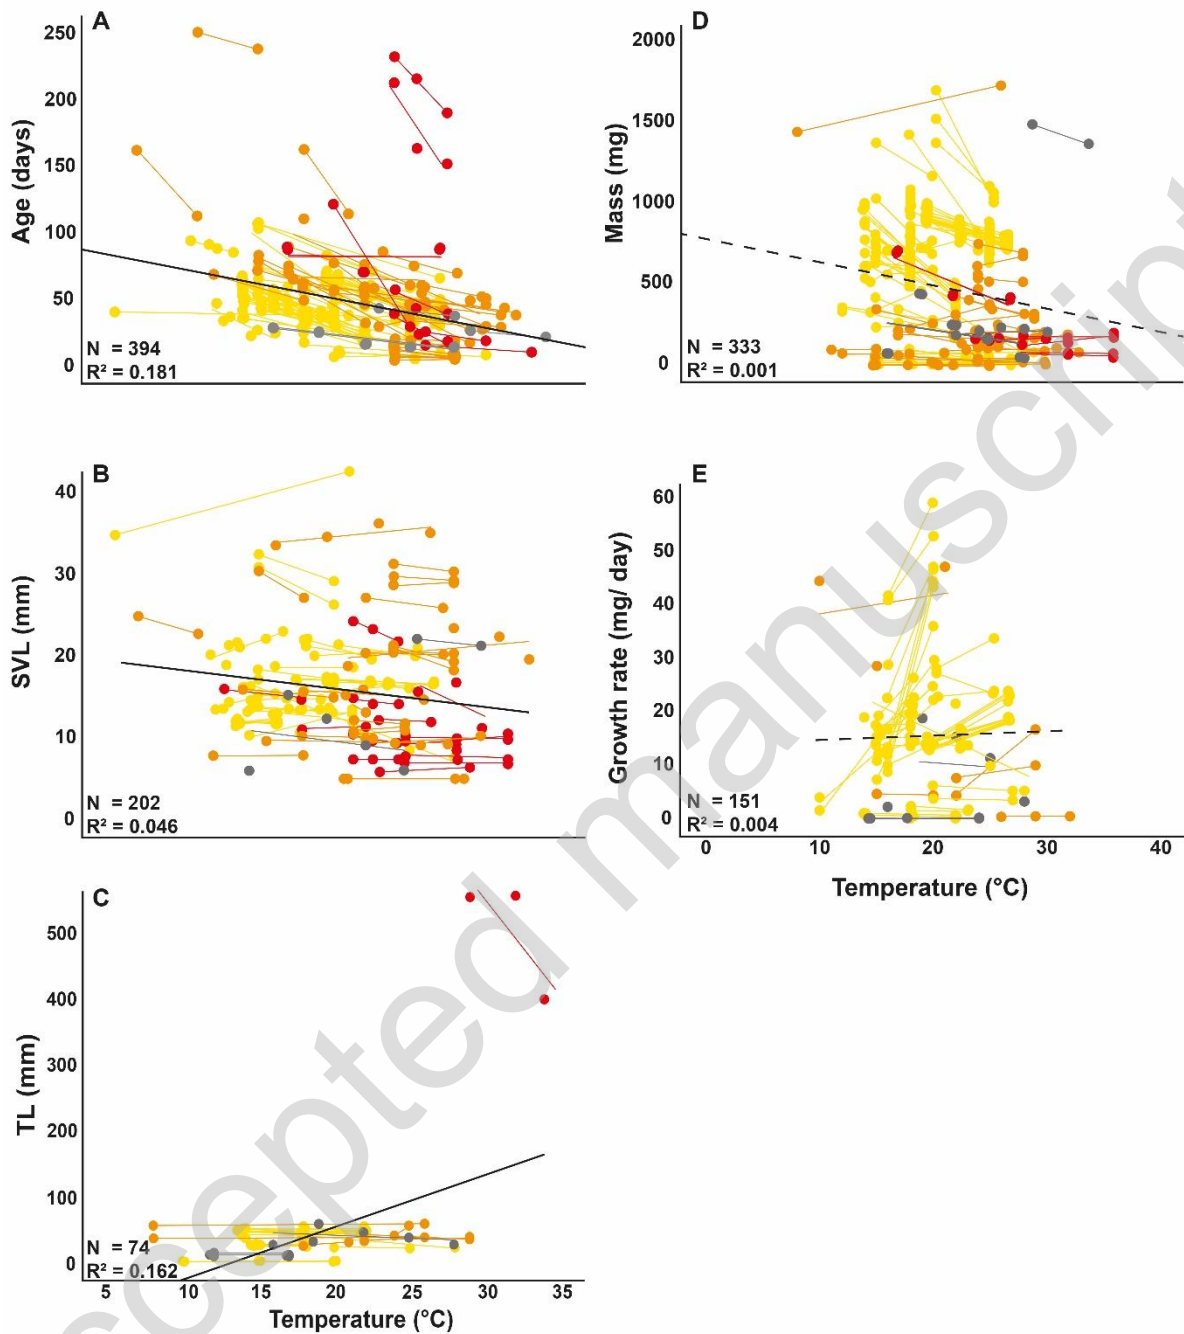 A
250
200
150
100
50
0
Age (days)
N = 394
R² = 0.181
D
2000
1500
1000
500
0
Mass (mg)
N = 333
R² = 0.001
B
40
30
20
10
0
SVL (mm)
N = 202
R² = 0.046
E
60
50
40
30
20
10
0
Growth rate (mg/ day)
N = 151
R² = 0.004
0 10 20 30 40
Temperature (°C)
C
500
400
300
200
100
0
TL (mm)
N = 74
R² = 0.162
5 10 15 20 25 30 35
Temperature (°C)
cepted manuscript